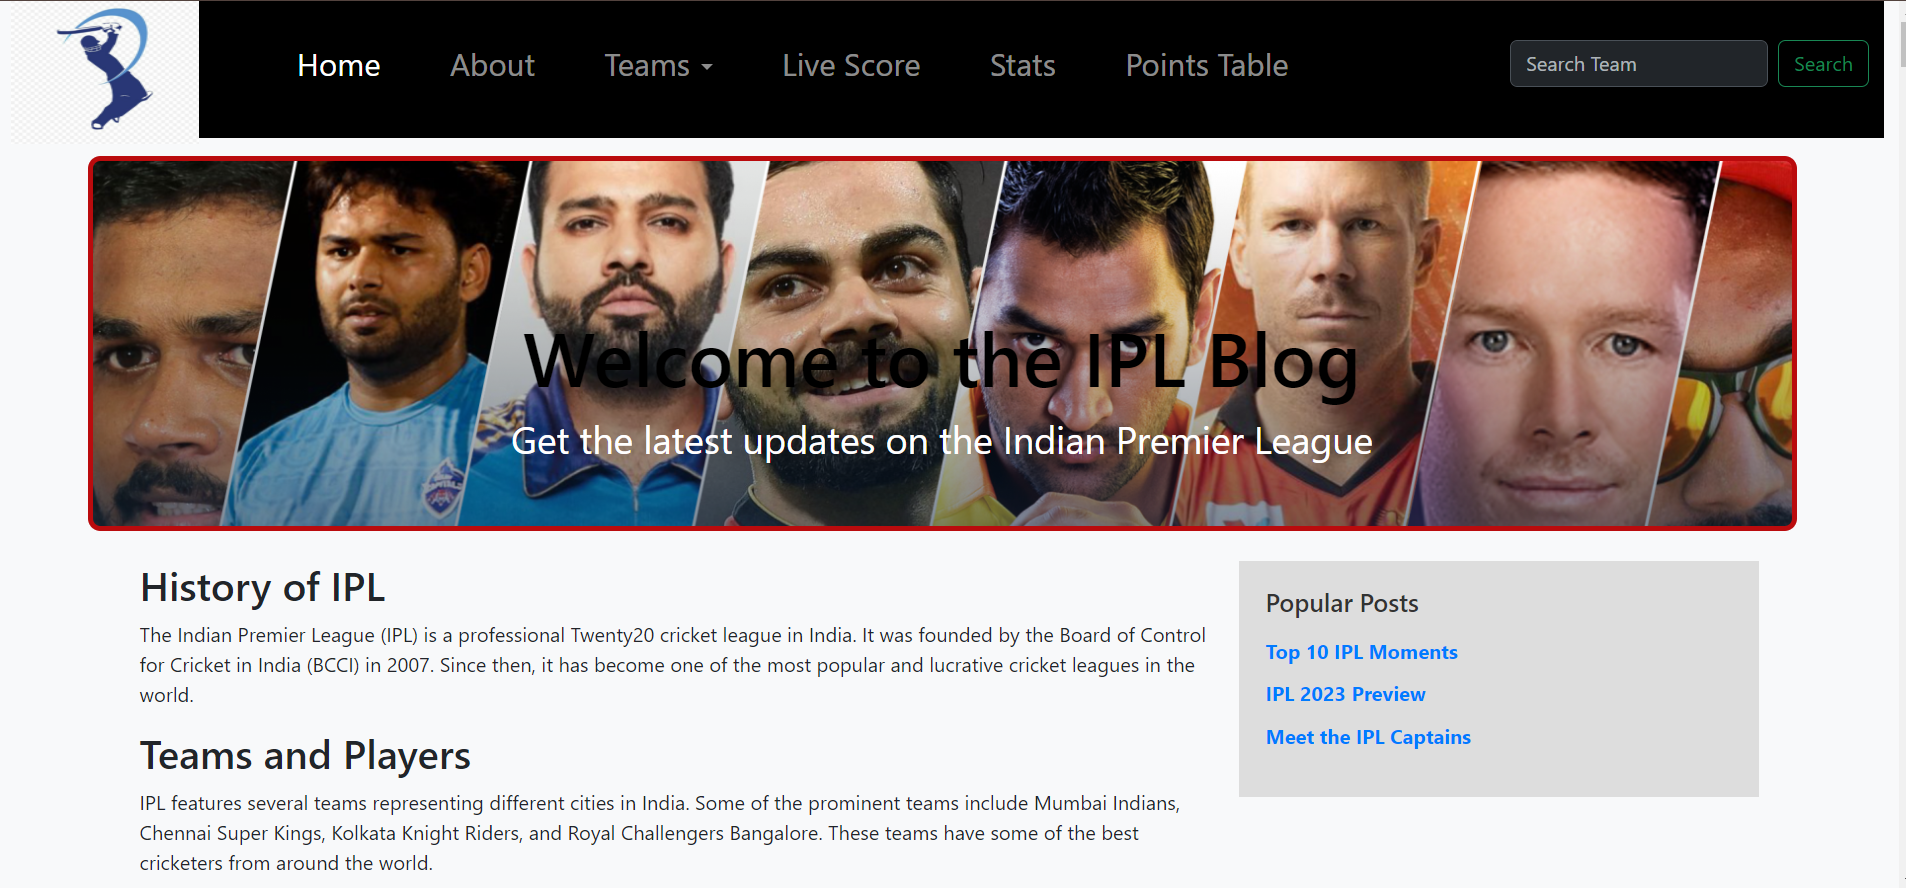 Home About Teams Live Score Stats Points Table Search Team Search
Welcome to the IPL Blog
Get the latest updates on the Indian Premier League
History of IPL
The Indian Premier League (IPL) is a professional Twenty20 cricket league in India. It was founded by the Board of Control
for Cricket in India (BCCI) in 2007. Since then, it has become one of the most popular and lucrative cricket leagues in the
world.
Teams and Players
IPL features several teams representing different cities in India. Some of the prominent teams include Mumbai Indians,
Chennai Super Kings, Kolkata Knight Riders, and Royal Challengers Bangalore. These teams have some of the best
cricketers from around the world.
Popular Posts
Top 10 IPL Moments
IPL 2023 Preview
Meet the IPL Captains